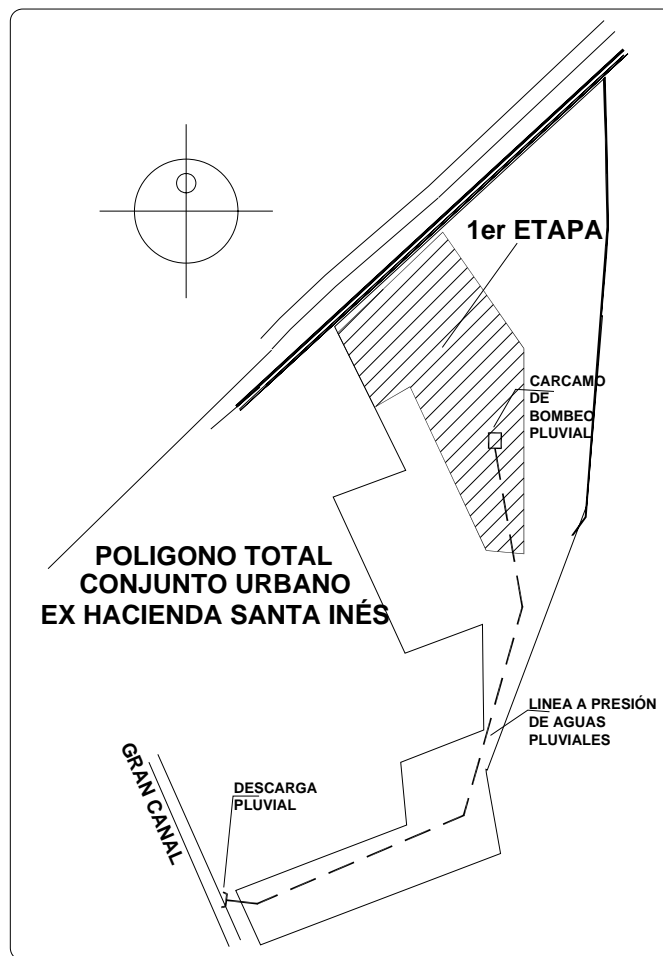 1er ETAPA
CARCAMO
DE
BOMBEO
PLUVIAL
POLIGONO TOTAL
CONJUNTO URBANO
EX HACIENDA SANTA INÉS
LINEA A PRESIÓN
DE AGUAS
PLUVIALES
GRAN CANAL
DESCARGA
PLUVIAL